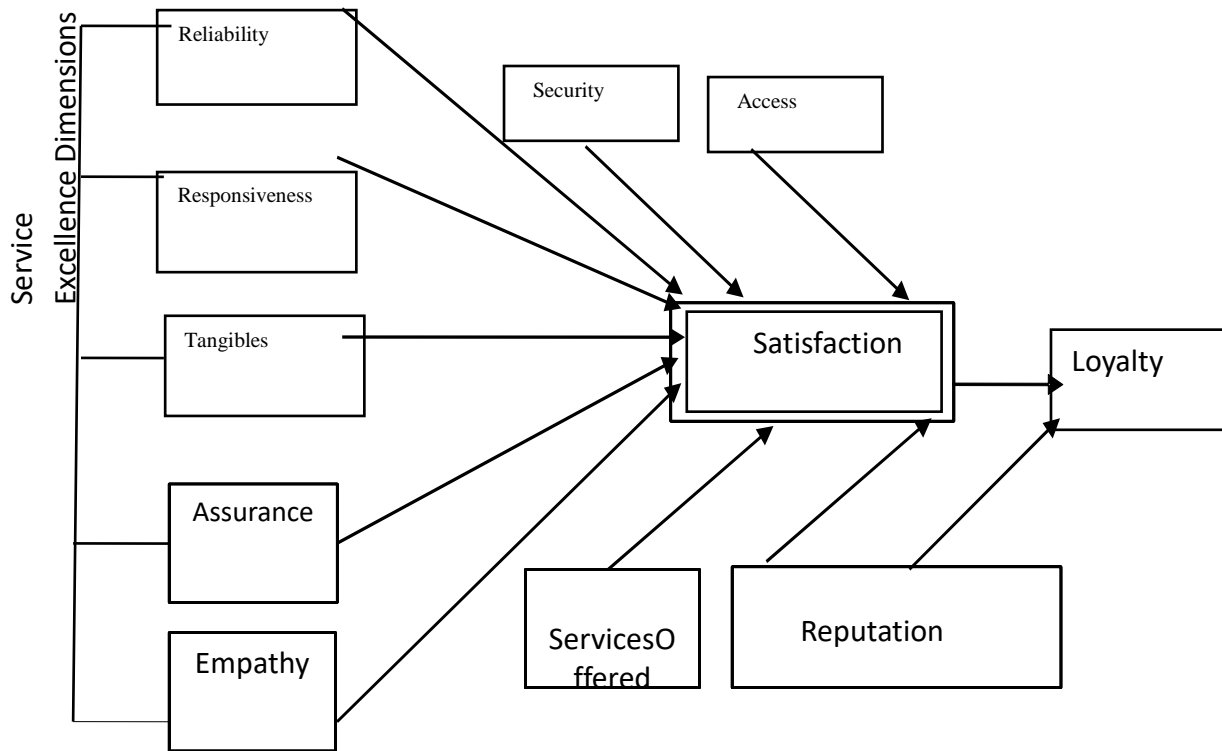 Service
Excellence Dimensions
Reliability
Security
Access
Responsiveness
Tangibles
Satisfaction
Loyalty
Assurance
ServicesO
ffered
Reputation
Empathy